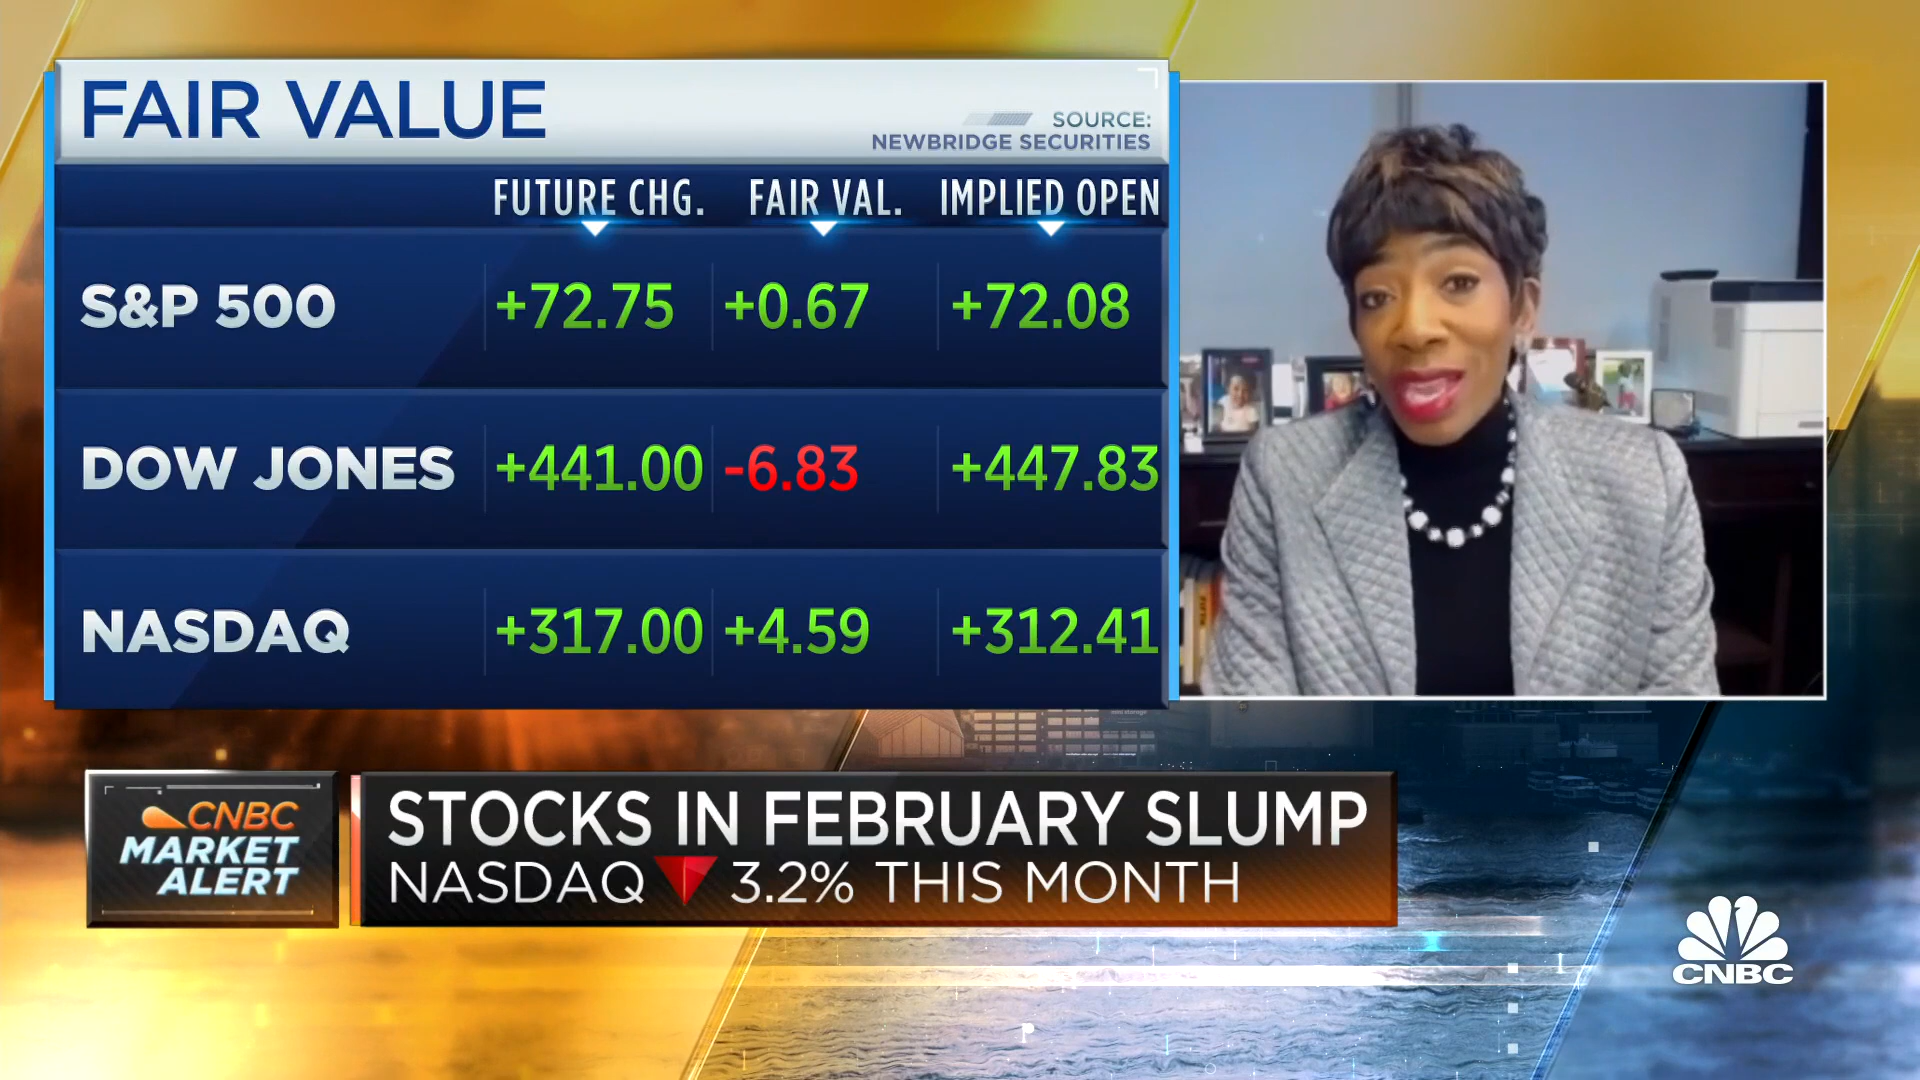 FAIR VALUE
SOURCE:
NEWBRIDGE SECURITIES
FUTURE CHG. FAIR VAL. IMPLIED OPEN
S&P 500 +72.75 +0.67 +72.08
DOW JONES +441.00 -6.83 +447.83
NASDAQ +317.00 +4.59 +312.41
CNBC
MARKET
ALERT
STOCKS IN FEBRUARY SLUMP
NASDAQ 3.2% THIS MONTH
CNBC